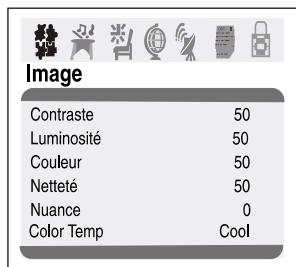 Image
Contraste 50
Luminosité 50
Couleur 50
Netteté 50
Nuance 0
Color Temp Cool